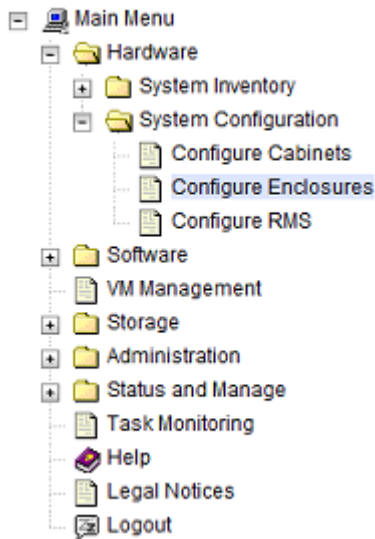 Main Menu
Hardware
System Inventory
System Configuration
Configure Cabinets
Configure Enclosures
Configure RMS
Software
VM Management
Storage
Administration
Status and Manage
Task Monitoring
Help
Legal Notices
Logout